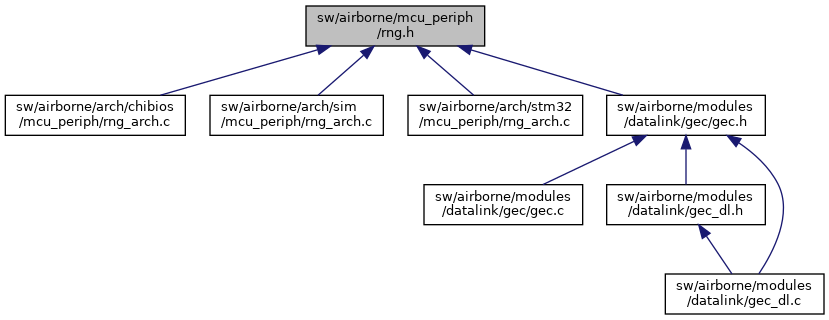 sw/airborne/mcu_periph
/rng.h
sw/airborne/arch/chibios
/mcu_periph/rng_arch.c
sw/airborne/arch/sim
/mcu_periph/rng_arch.c
sw/airborne/arch/stm32
/mcu_periph/rng_arch.c
sw/airborne/modules
/datalink/gec/gec.h
sw/airborne/modules
/datalink/gec/gec.c
sw/airborne/modules
/datalink/gec_dl.h
sw/airborne/modules
/datalink/gec_dl.c